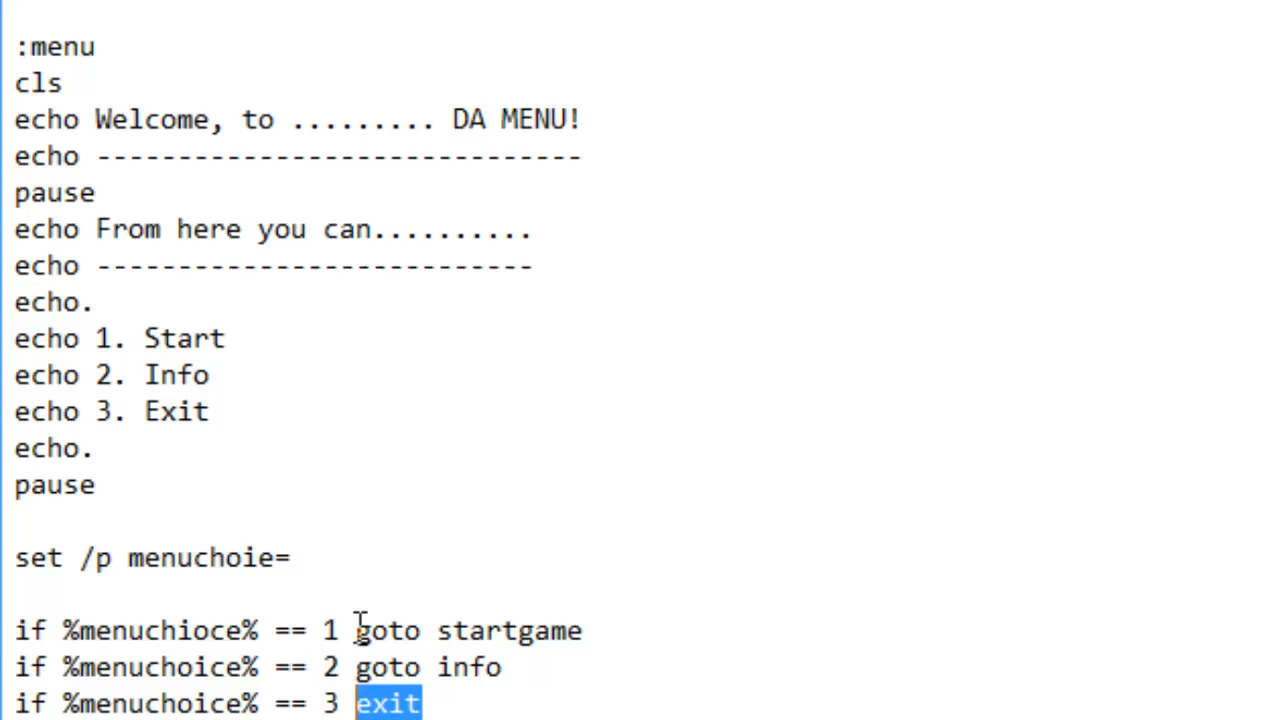 :menu
cls
echo Welcome, to ......... DA MENU!
echo ------------------------------
pause
echo From here you can..........
echo ---------------------------
echo.
echo 1. Start
echo 2. Info
echo 3. Exit
echo.
pause
set /p menuchoie=
if %menuchioce% == 1 goto startgame
if %menuchoice% == 2 goto info
if %menuchoice% == 3 exit